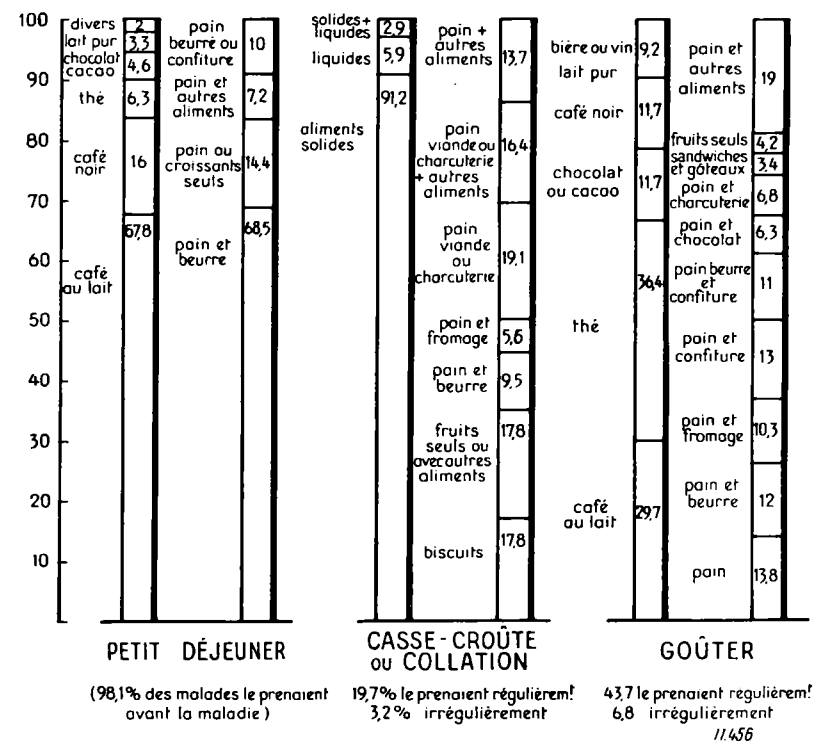 100
90
80
70
60
50
40
30
20
10
divers
lait pur
chocolat
cacao
thé
café
noir
café
au lait
2
3,3
4,6
6,3
16
67,8
pain
beurré ou
confiture
pain et
autres
aliments
pain ou
croissants
seuls
pain et
beurre
10
7,2
14,4
68,5
PETIT DÉJEUNER
(98,1% des malades le prenaient
avant la maladie)
solides+
liquides
liquides
aliments
solides
2,9
5,9
91,2
pain +
autres
aliments
pain
viande ou
charcuterie
+ autres
aliments
pain
viande
ou
charcuterie
pain et
fromage
pain et
beurre
fruits
seuls ou
avec autres
aliments
biscuits
13,7
16,4
19,1
5,6
9,5
17,8
17,8
CASSE-CROÛTE
OU COLLATION
19,7% le prenaient régulièremt
3,2% irrégulièrement
bière ou vin
lait pur
café noir
chocolat
ou cacao
thé
café
au lait
9,2
11,7
11,7
36,4
29,7
pain et
autres
aliments
fruits seuls
sandwiches
et gâteaux
pain et
charcuterie
pain et
chocolat
pain beurre
et
confiture
pain et
confiture
pain et
fromage
pain et
beurre
pain
19
4,2
3,4
6,8
6,3
11
13
10,3
12
13,8
GOÛTER
43,7 le prenaient régulièremt
6,8 irrégulièrement
11.456